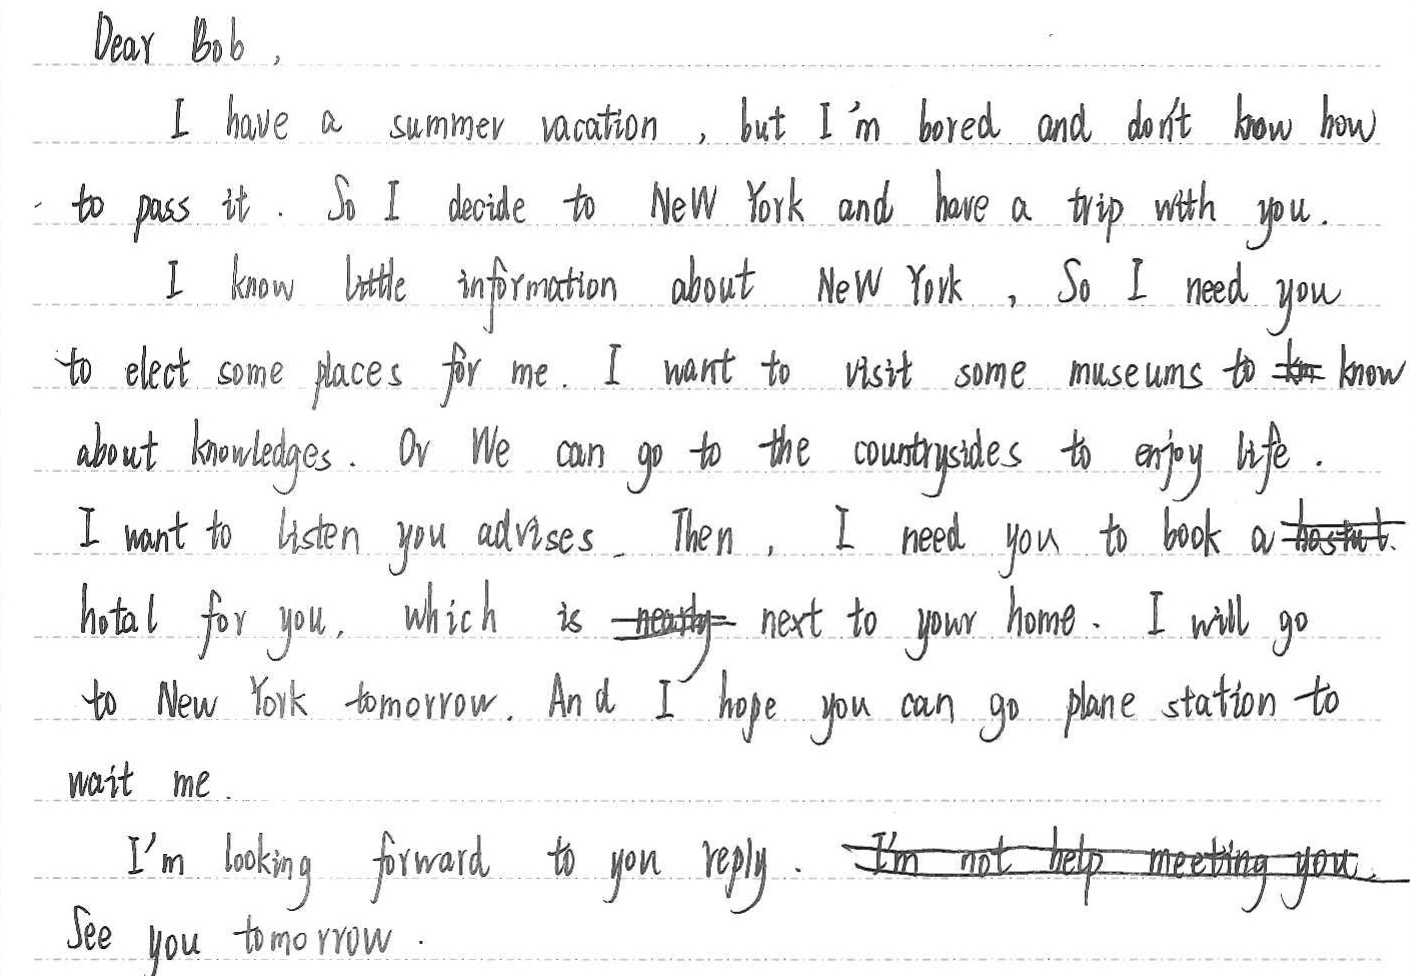 Dear Bob,
I have a summer vacation, but I'm bored and don't know how
to pass it. So I decide to New York and have a trip with you.
I know little information about New York, So I need you
to elect some places for me. I want to visit some museums to know
about knowledges. Or We can go to the countrysides to enjoy life.
I want to listen you advises. Then, I need you to book a
hotal for you, which is next to your home. I will go
to New York tomorrow. And I hope you can go plane station to
wait me.
I'm looking forward to you reply. I'm not help meeting you.
See you tomorrow.